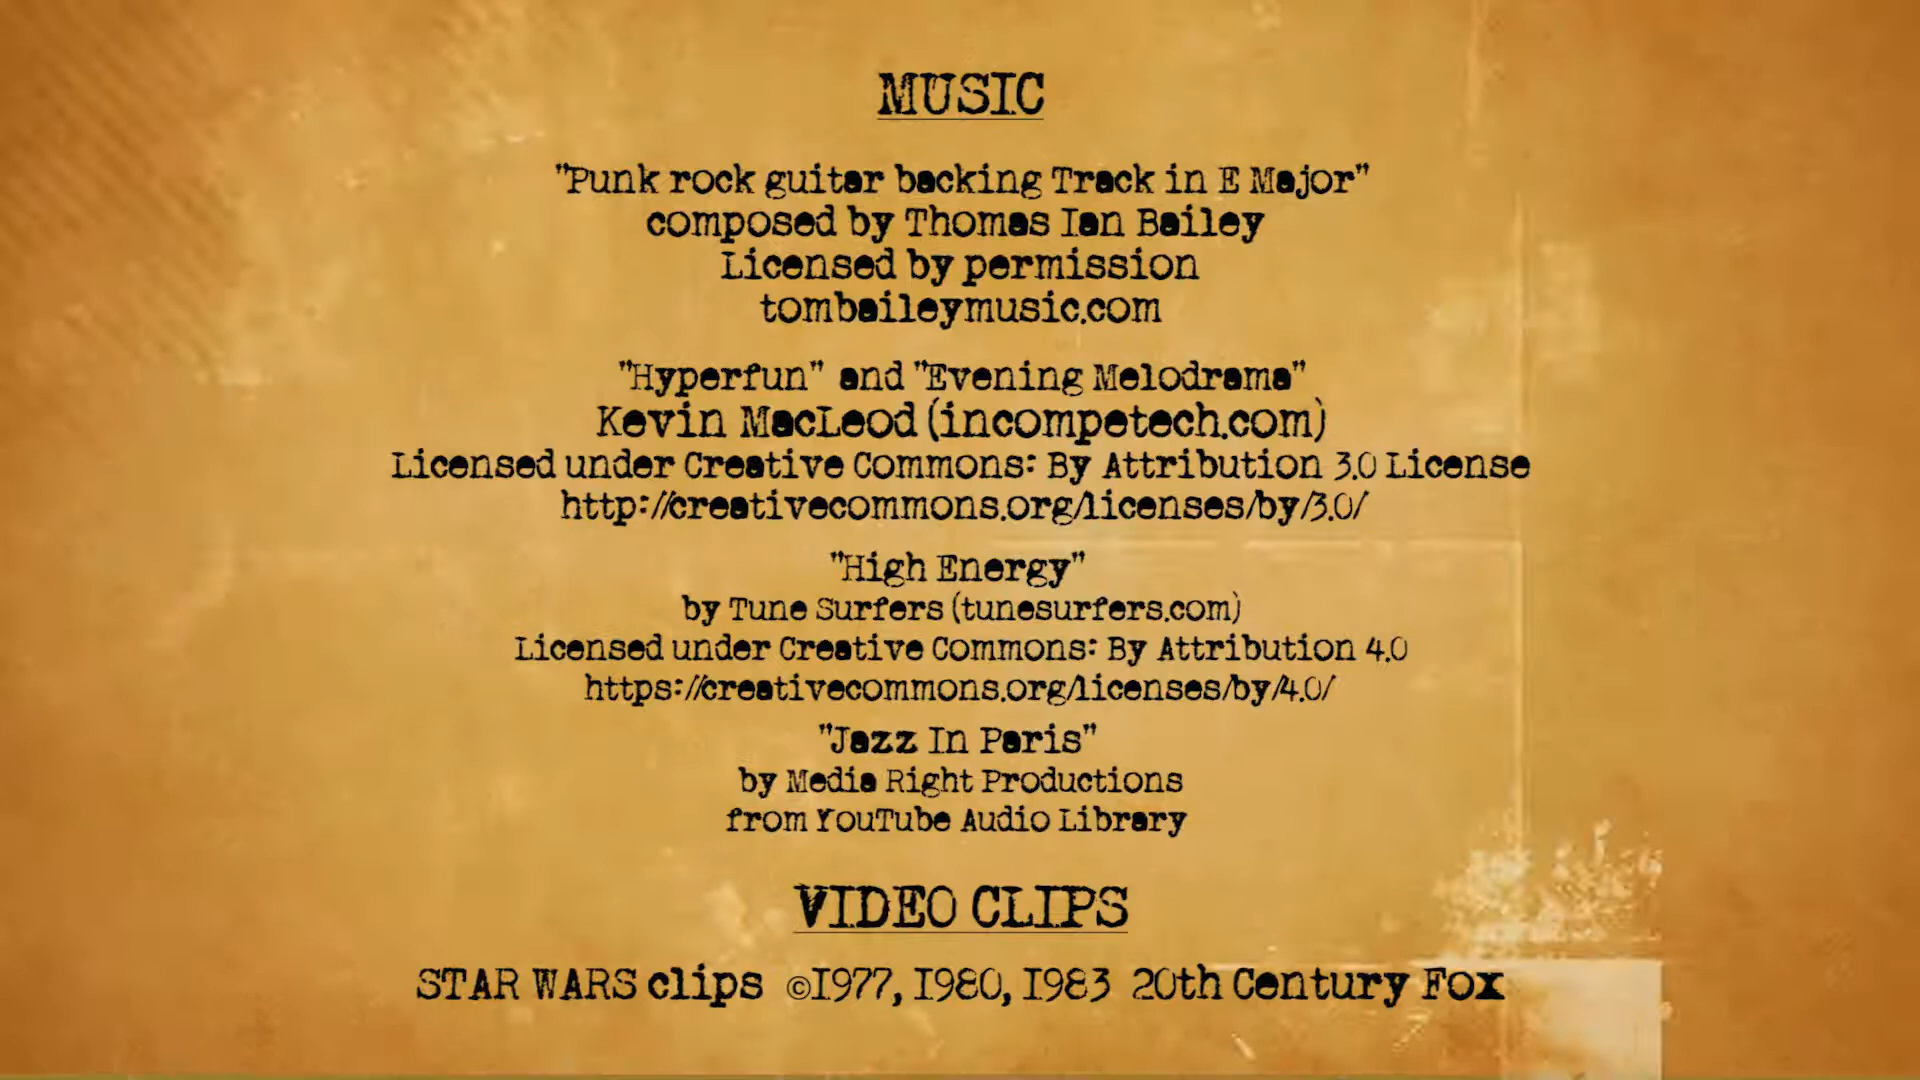 MUSIC
"Punk rock guitar backing Track in E Major"
composed by Thomas Ian Bailey
Licensed by permission
tombaileymusic.com
"Hyperfun" and "Evening Melodrama"
Kevin MacLeod (incompetech.com)
Licensed under Creative Commons: By Attribution 3.0 License
http://creativecommons.org/licenses/by/3.0/
"High Energy"
by Tune Surfers (tunesurfers.com)
Licensed under Creative Commons: By Attribution 4.0
https://creativecommons.org/licenses/by/4.0/
"Jazz In Paris"
by Media Right Productions
from YouTube Audio Library
VIDEO CLIPS
STAR WARS clips ©1977, 1980, 1983 20th Century Fox